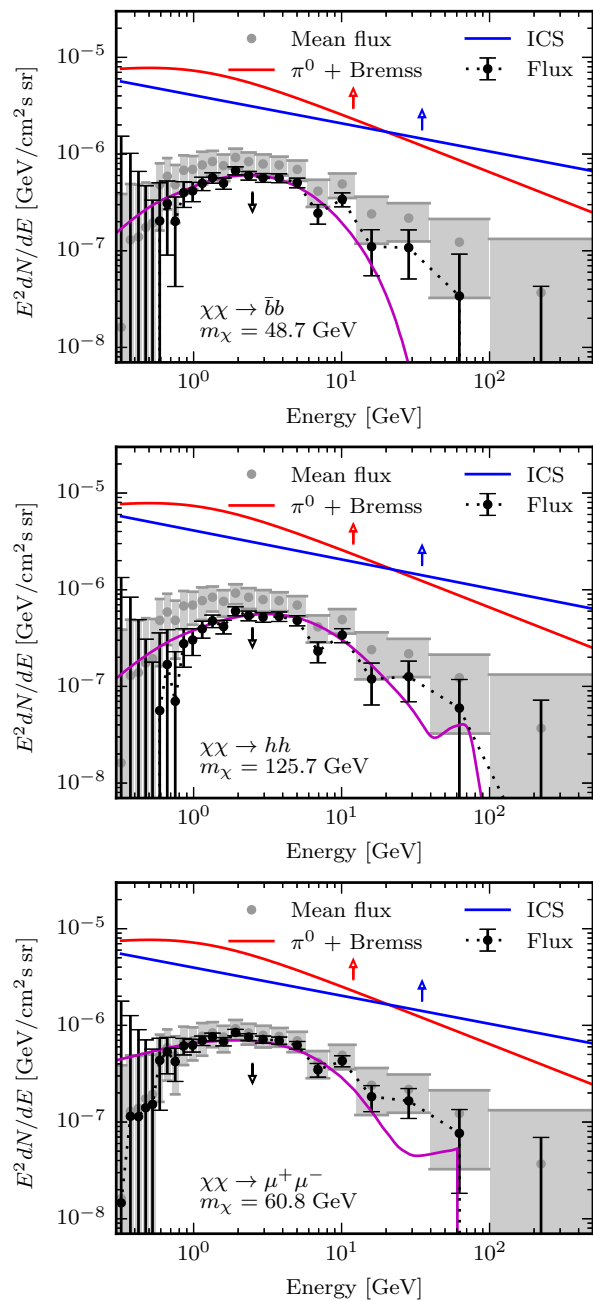 Mean flux ICS
π⁰ + Bremss Flux
10⁻⁵
10⁻⁶
10⁻⁷
10⁻⁸
E²dN/dE [GeV/cm²s sr]
χχ → b̄b
mχ = 48.7 GeV
10⁰ 10¹ 10²
Energy [GeV]
Mean flux ICS
π⁰ + Bremss Flux
10⁻⁵
10⁻⁶
10⁻⁷
10⁻⁸
E²dN/dE [GeV/cm²s sr]
χχ → hh
mχ = 125.7 GeV
10⁰ 10¹ 10²
Energy [GeV]
Mean flux ICS
π⁰ + Bremss Flux
10⁻⁵
10⁻⁶
10⁻⁷
10⁻⁸
E²dN/dE [GeV/cm²s sr]
χχ → μ⁺μ⁻
mχ = 60.8 GeV
10⁰ 10¹ 10²
Energy [GeV]